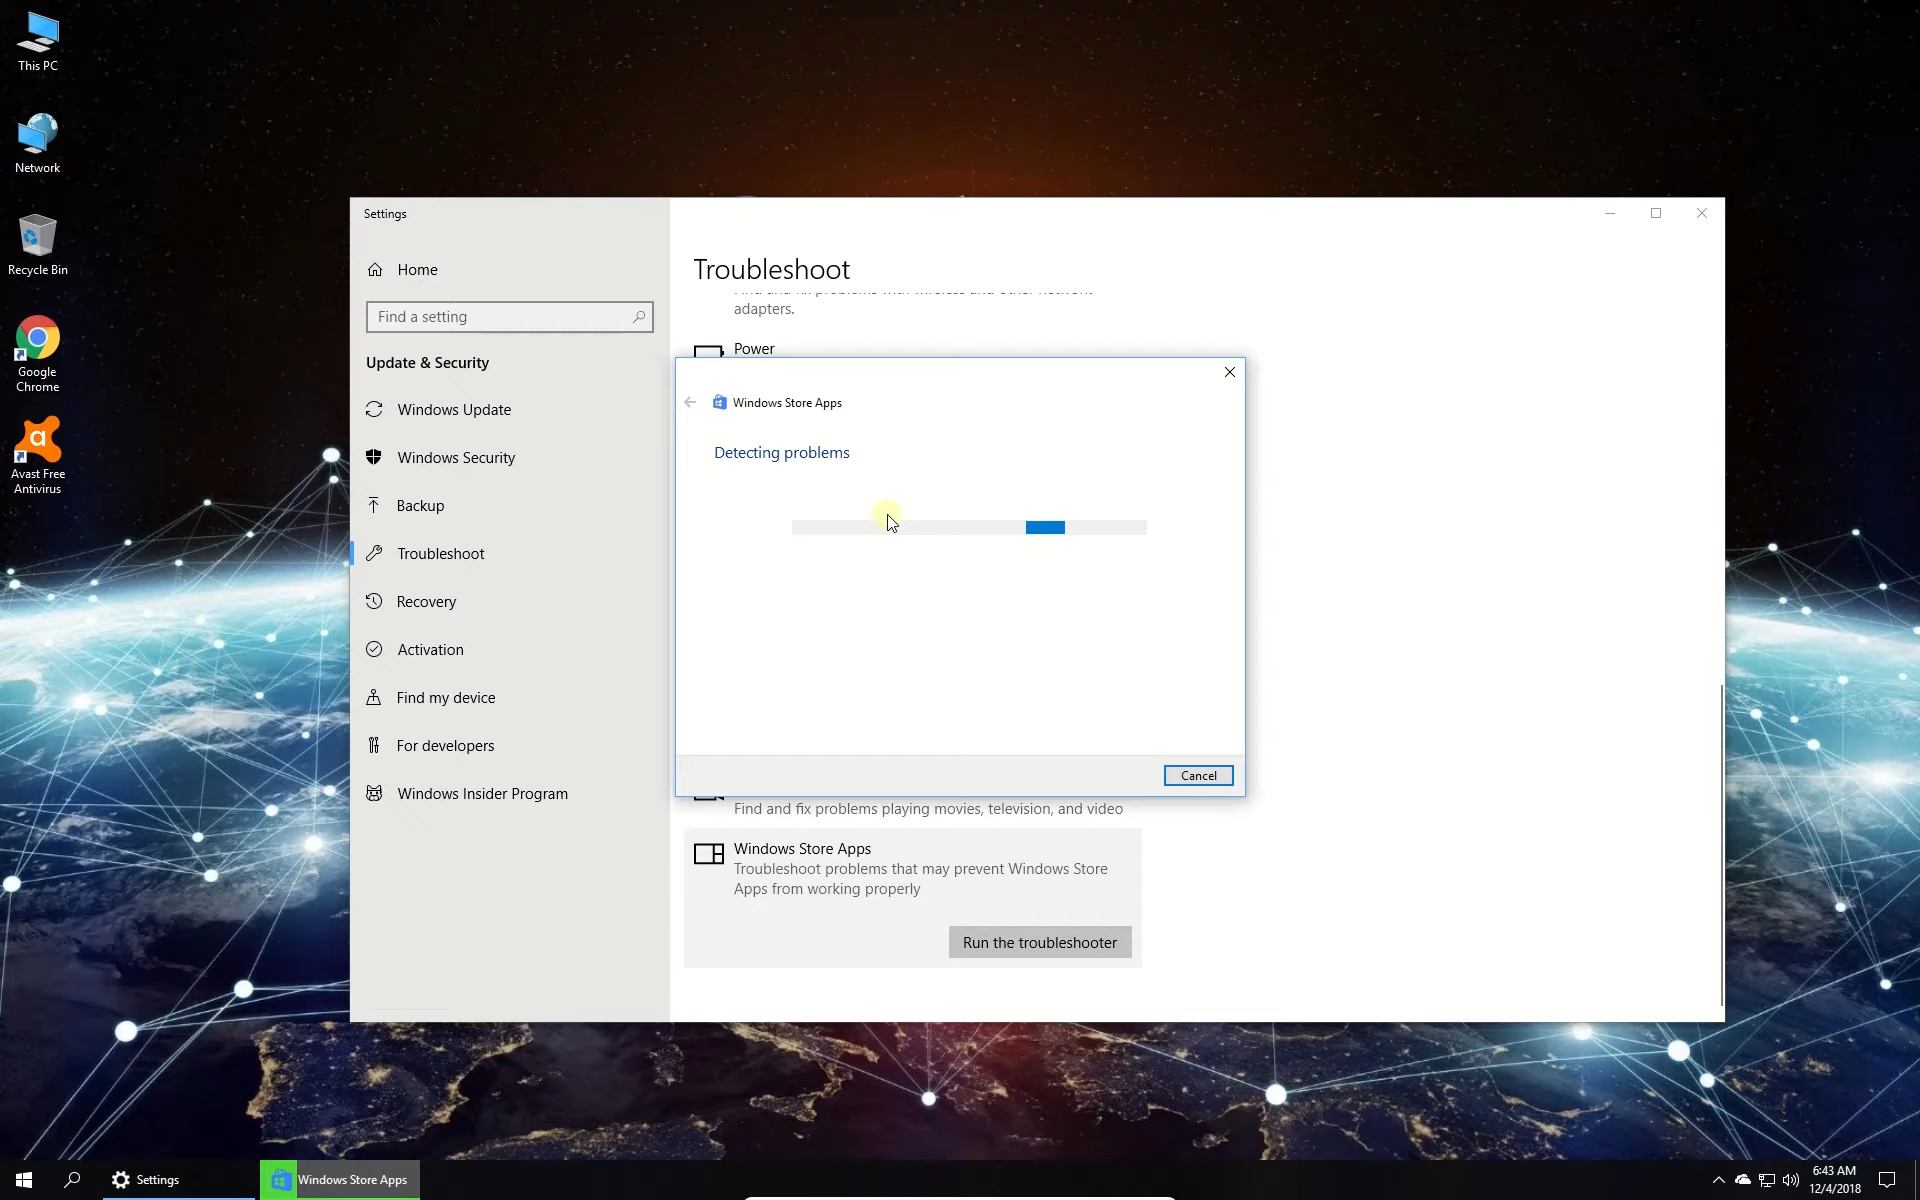 This PC
Network
Recycle Bin
Google
Chrome
Avast Free
Antivirus
Settings
Home
Find a setting
Update & Security
Windows Update
Windows Security
Backup
Troubleshoot
Recovery
Activation
Find my device
For developers
Windows Insider Program
Troubleshoot
Find and fix problems with wireless and other network
adapters.
Power
Windows Store Apps
Detecting problems
Cancel
Find and fix problems playing movies, television, and video
Windows Store Apps
Troubleshoot problems that may prevent Windows Store
Apps from working properly
Run the troubleshooter
Settings
Windows Store Apps
6:43 AM
12/4/2018